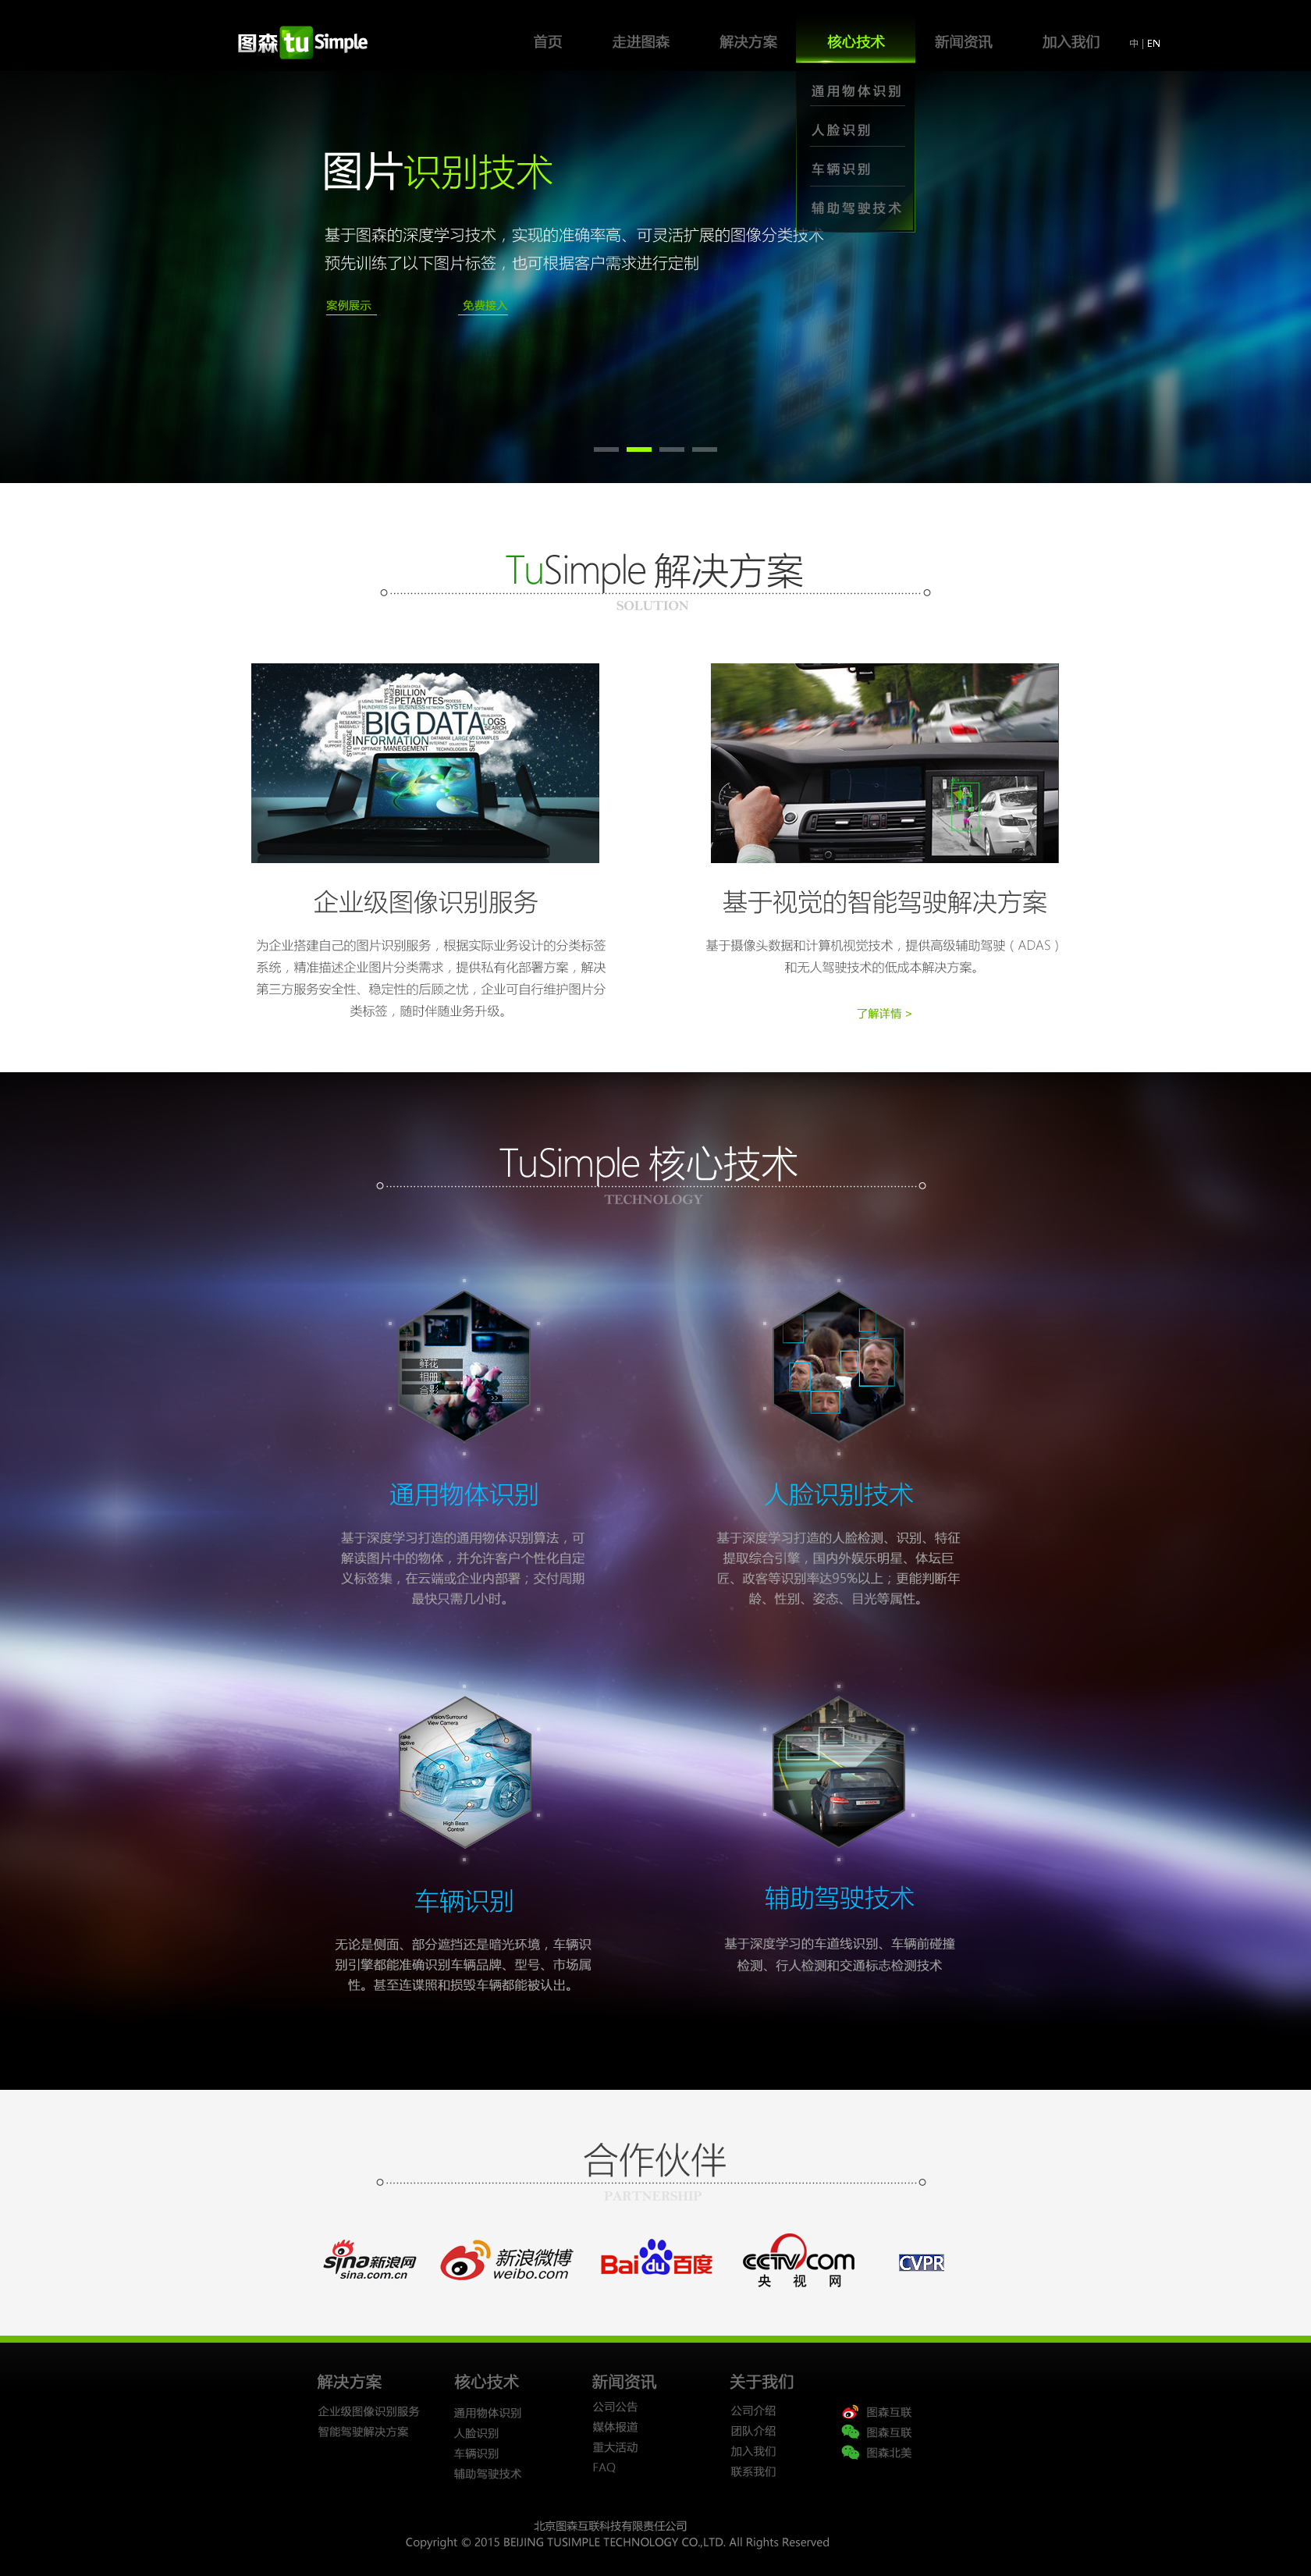 图森 tu Simple
首页 走进图森 解决方案 核心技术 新闻资讯 加入我们 中 | EN
通用物体识别
人脸识别
车辆识别
辅助驾驶技术
图片识别技术
基于图森的深度学习技术，实现的准确率高、可灵活扩展的图像分类技术
预先训练了以下图片标签，也可根据客户需求进行定制
案例展示 免费接入
TuSimple 解决方案
SOLUTION
BILLION
PETABYTES
SYSTEM
BIG DATA
LOGS
SEARCH
INFORMATION
OPTIMIZE MANEGEMENT
企业级图像识别服务
为企业搭建自己的图片识别服务，根据实际业务设计的分类标签
系统，精准描述企业图片分类需求，提供私有化部署方案，解决
第三方服务安全性、稳定性的后顾之忧，企业可自行维护图片分
类标签，随时伴随业务升级。
基于视觉的智能驾驶解决方案
基于摄像头数据和计算机视觉技术，提供高级辅助驾驶（ADAS）
和无人驾驶技术的低成本解决方案。
了解详情 >
TuSimple 核心技术
TECHNOLOGY
鲜花
相册
合影
通用物体识别
基于深度学习打造的通用物体识别算法，可
解读图片中的物体，并允许客户个性化自定
义标签集，在云端或企业内部署；交付周期
最快只需几小时。
人脸识别技术
基于深度学习打造的人脸检测、识别、特征
提取综合引擎，国内外娱乐明星、体坛巨
匠、政客等识别率达95%以上；更能判断年
龄、性别、姿态、目光等属性。
Vision/Surround
View Camera
High Beam
Control
车辆识别
无论是侧面、部分遮挡还是暗光环境，车辆识
别引擎都能准确识别车辆品牌、型号、市场属
性。甚至连谍照和损毁车辆都能被认出。
辅助驾驶技术
基于深度学习的车道线识别、车辆前碰撞
检测、行人检测和交通标志检测技术
合作伙伴
PARTNERSHIP
sina新浪网
sina.com.cn
新浪微博
weibo.com
Bai du 百度
CCTV.com
央视网
CVPR
解决方案
企业级图像识别服务
智能驾驶解决方案
核心技术
通用物体识别
人脸识别
车辆识别
辅助驾驶技术
新闻资讯
公司公告
媒体报道
重大活动
FAQ
关于我们
公司介绍
团队介绍
加入我们
联系我们
图森互联
图森互联
图森北美
北京图森互联科技有限责任公司
Copyright © 2015 BEIJING TUSIMPLE TECHNOLOGY CO.,LTD. All Rights Reserved